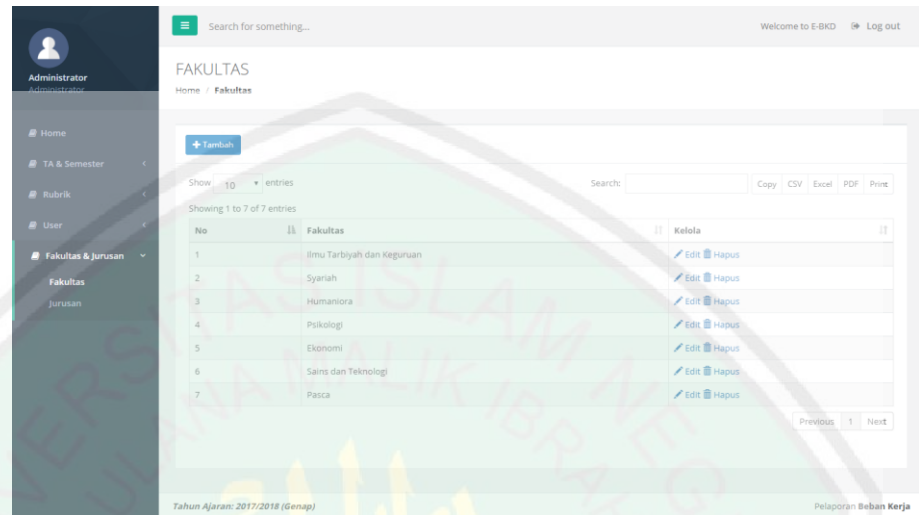 Search for something...
Welcome to E-BKD Log out
Administrator
Administrator
FAKULTAS
Home / Fakultas
Home
TA & Semester
Rubrik
User
Fakultas & Jurusan
Fakultas
Jurusan
Tambah
Show 10 entries Search: Copy CSV Excel PDF Print
Showing 1 to 7 of 7 entries
No Fakultas Kelola
1 Ilmu Tarbiyah dan Keguruan Edit Hapus
2 Syariah Edit Hapus
3 Humaniora Edit Hapus
4 Psikologi Edit Hapus
5 Ekonomi Edit Hapus
6 Sains dan Teknologi Edit Hapus
7 Pasca Edit Hapus
Previous 1 Next
Tahun Ajaran: 2017/2018 (Genap) Pelaporan Beban Kerja